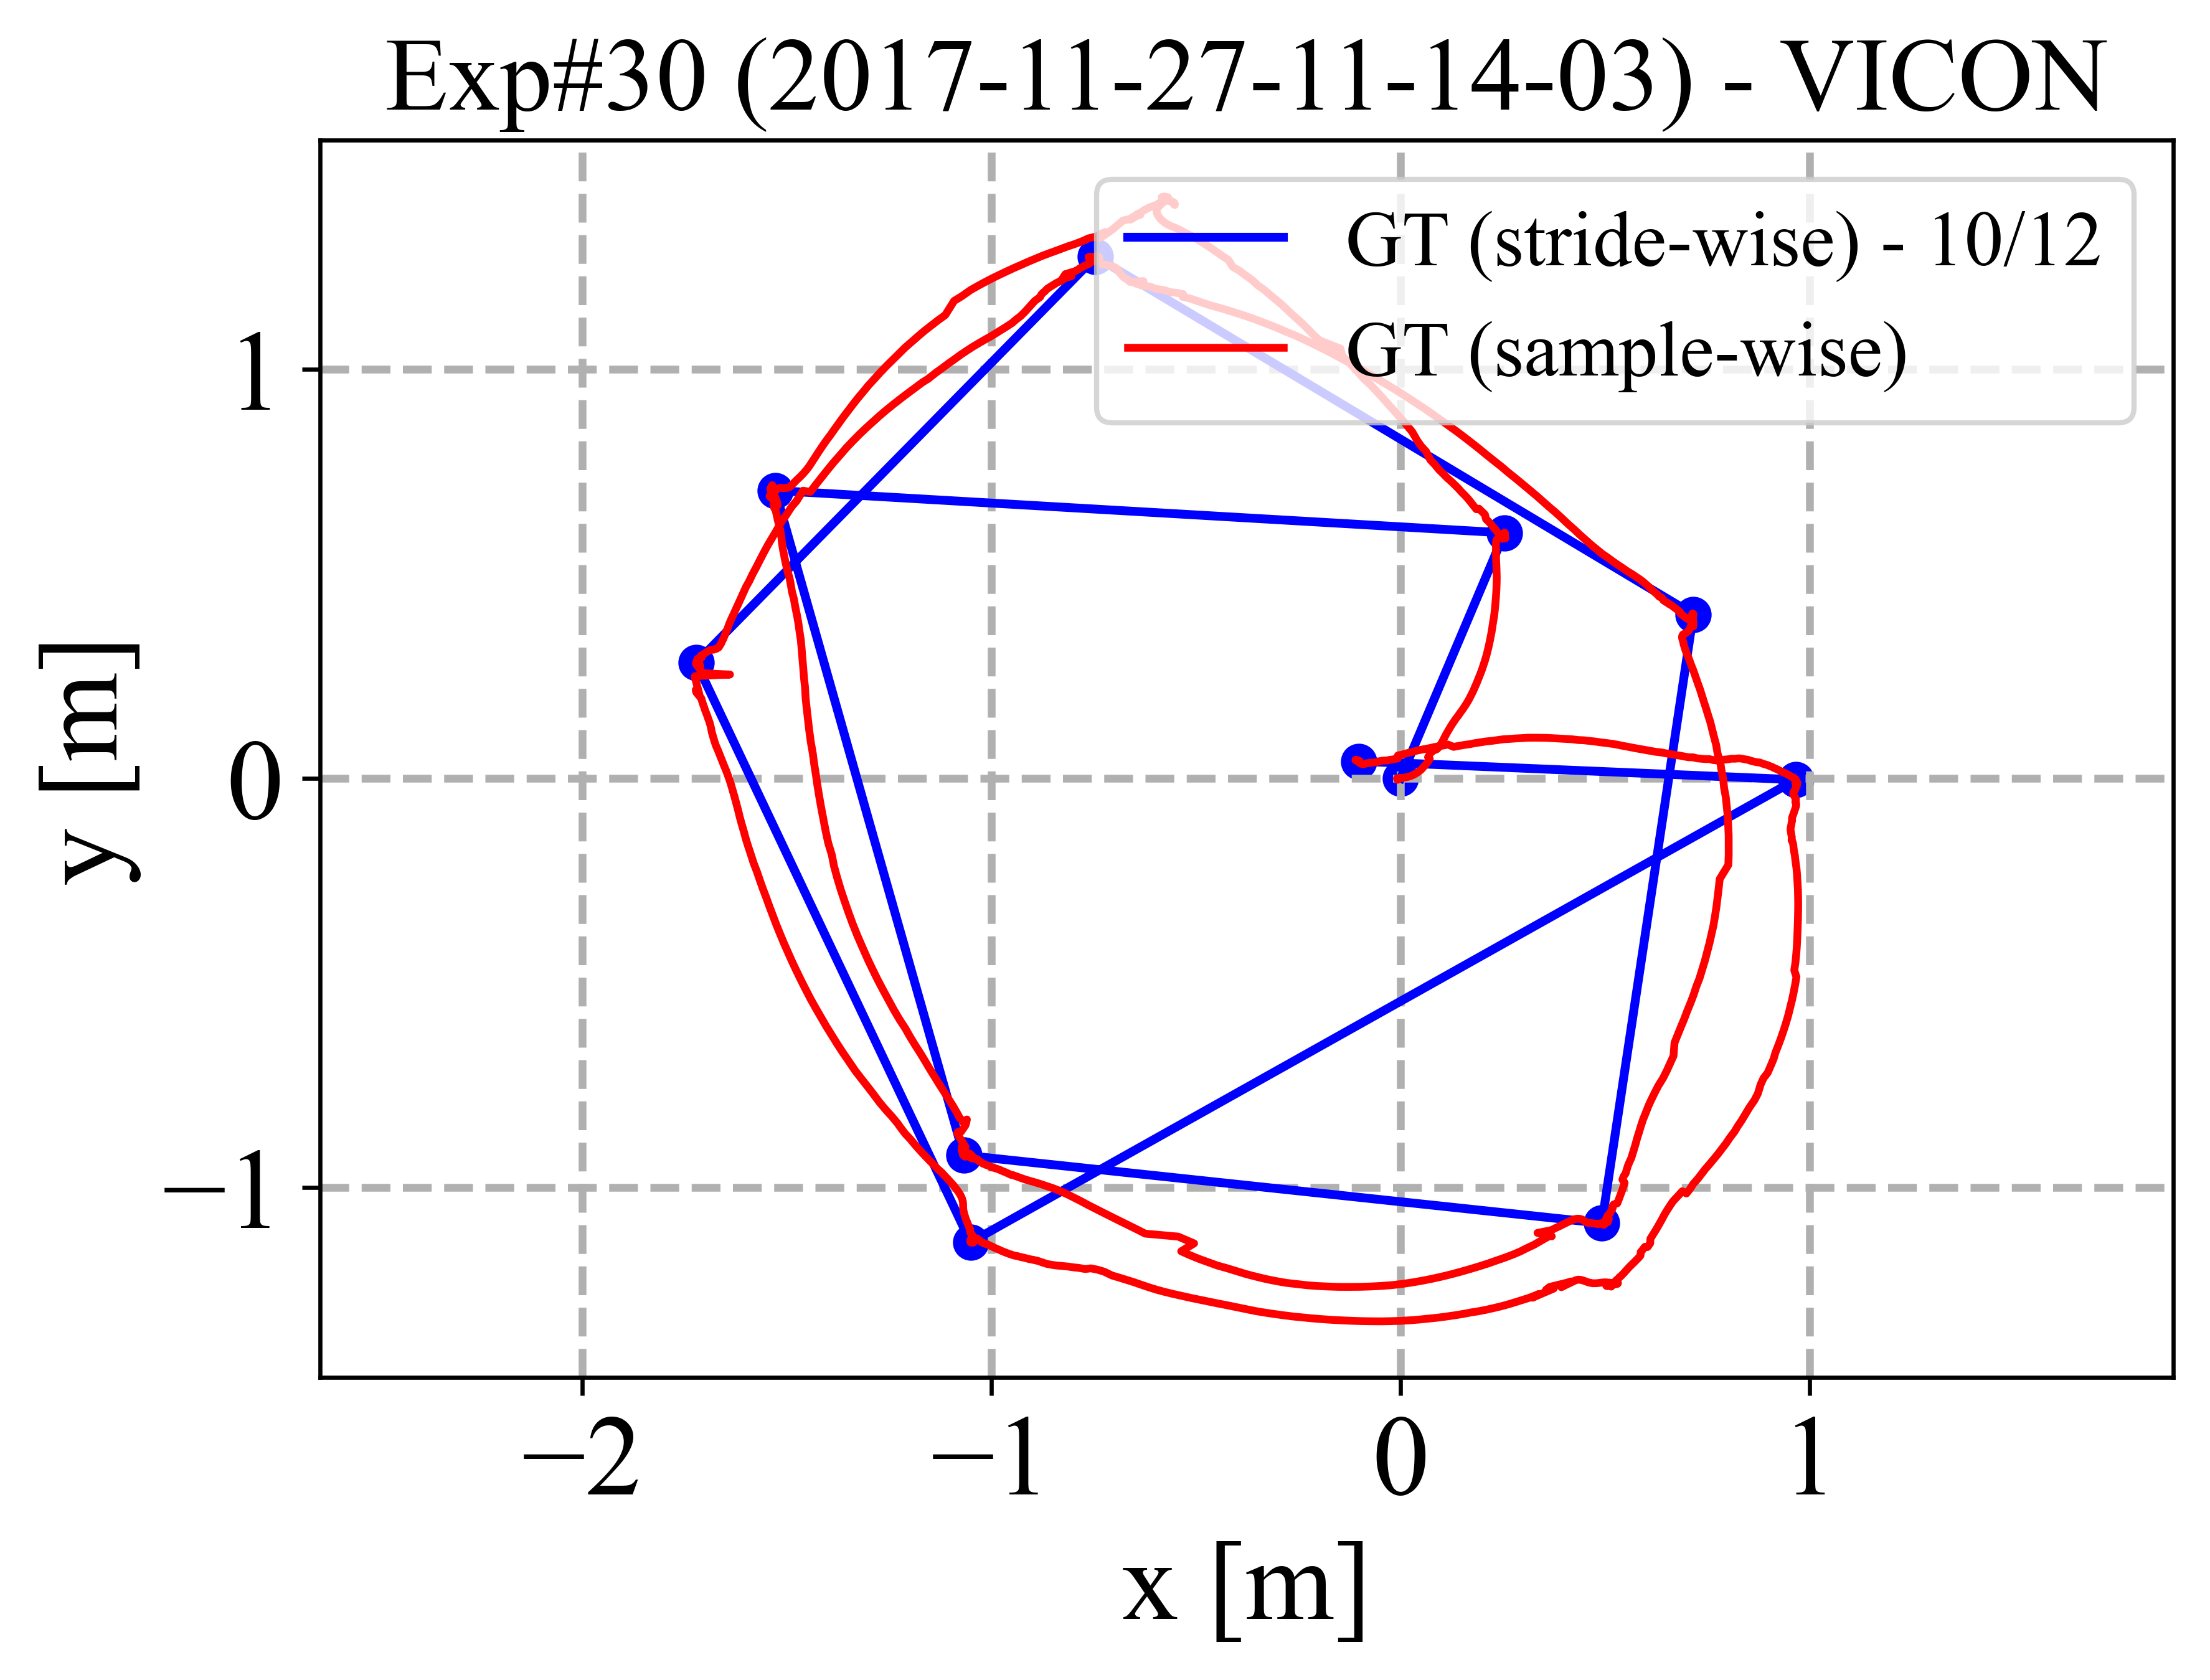 Exp#30 (2017-11-27-11-14-03) - VICON
GT (stride-wise) - 10/12
GT (sample-wise)
y [m]
1
0
−1
−2
−1
0
1
x [m]